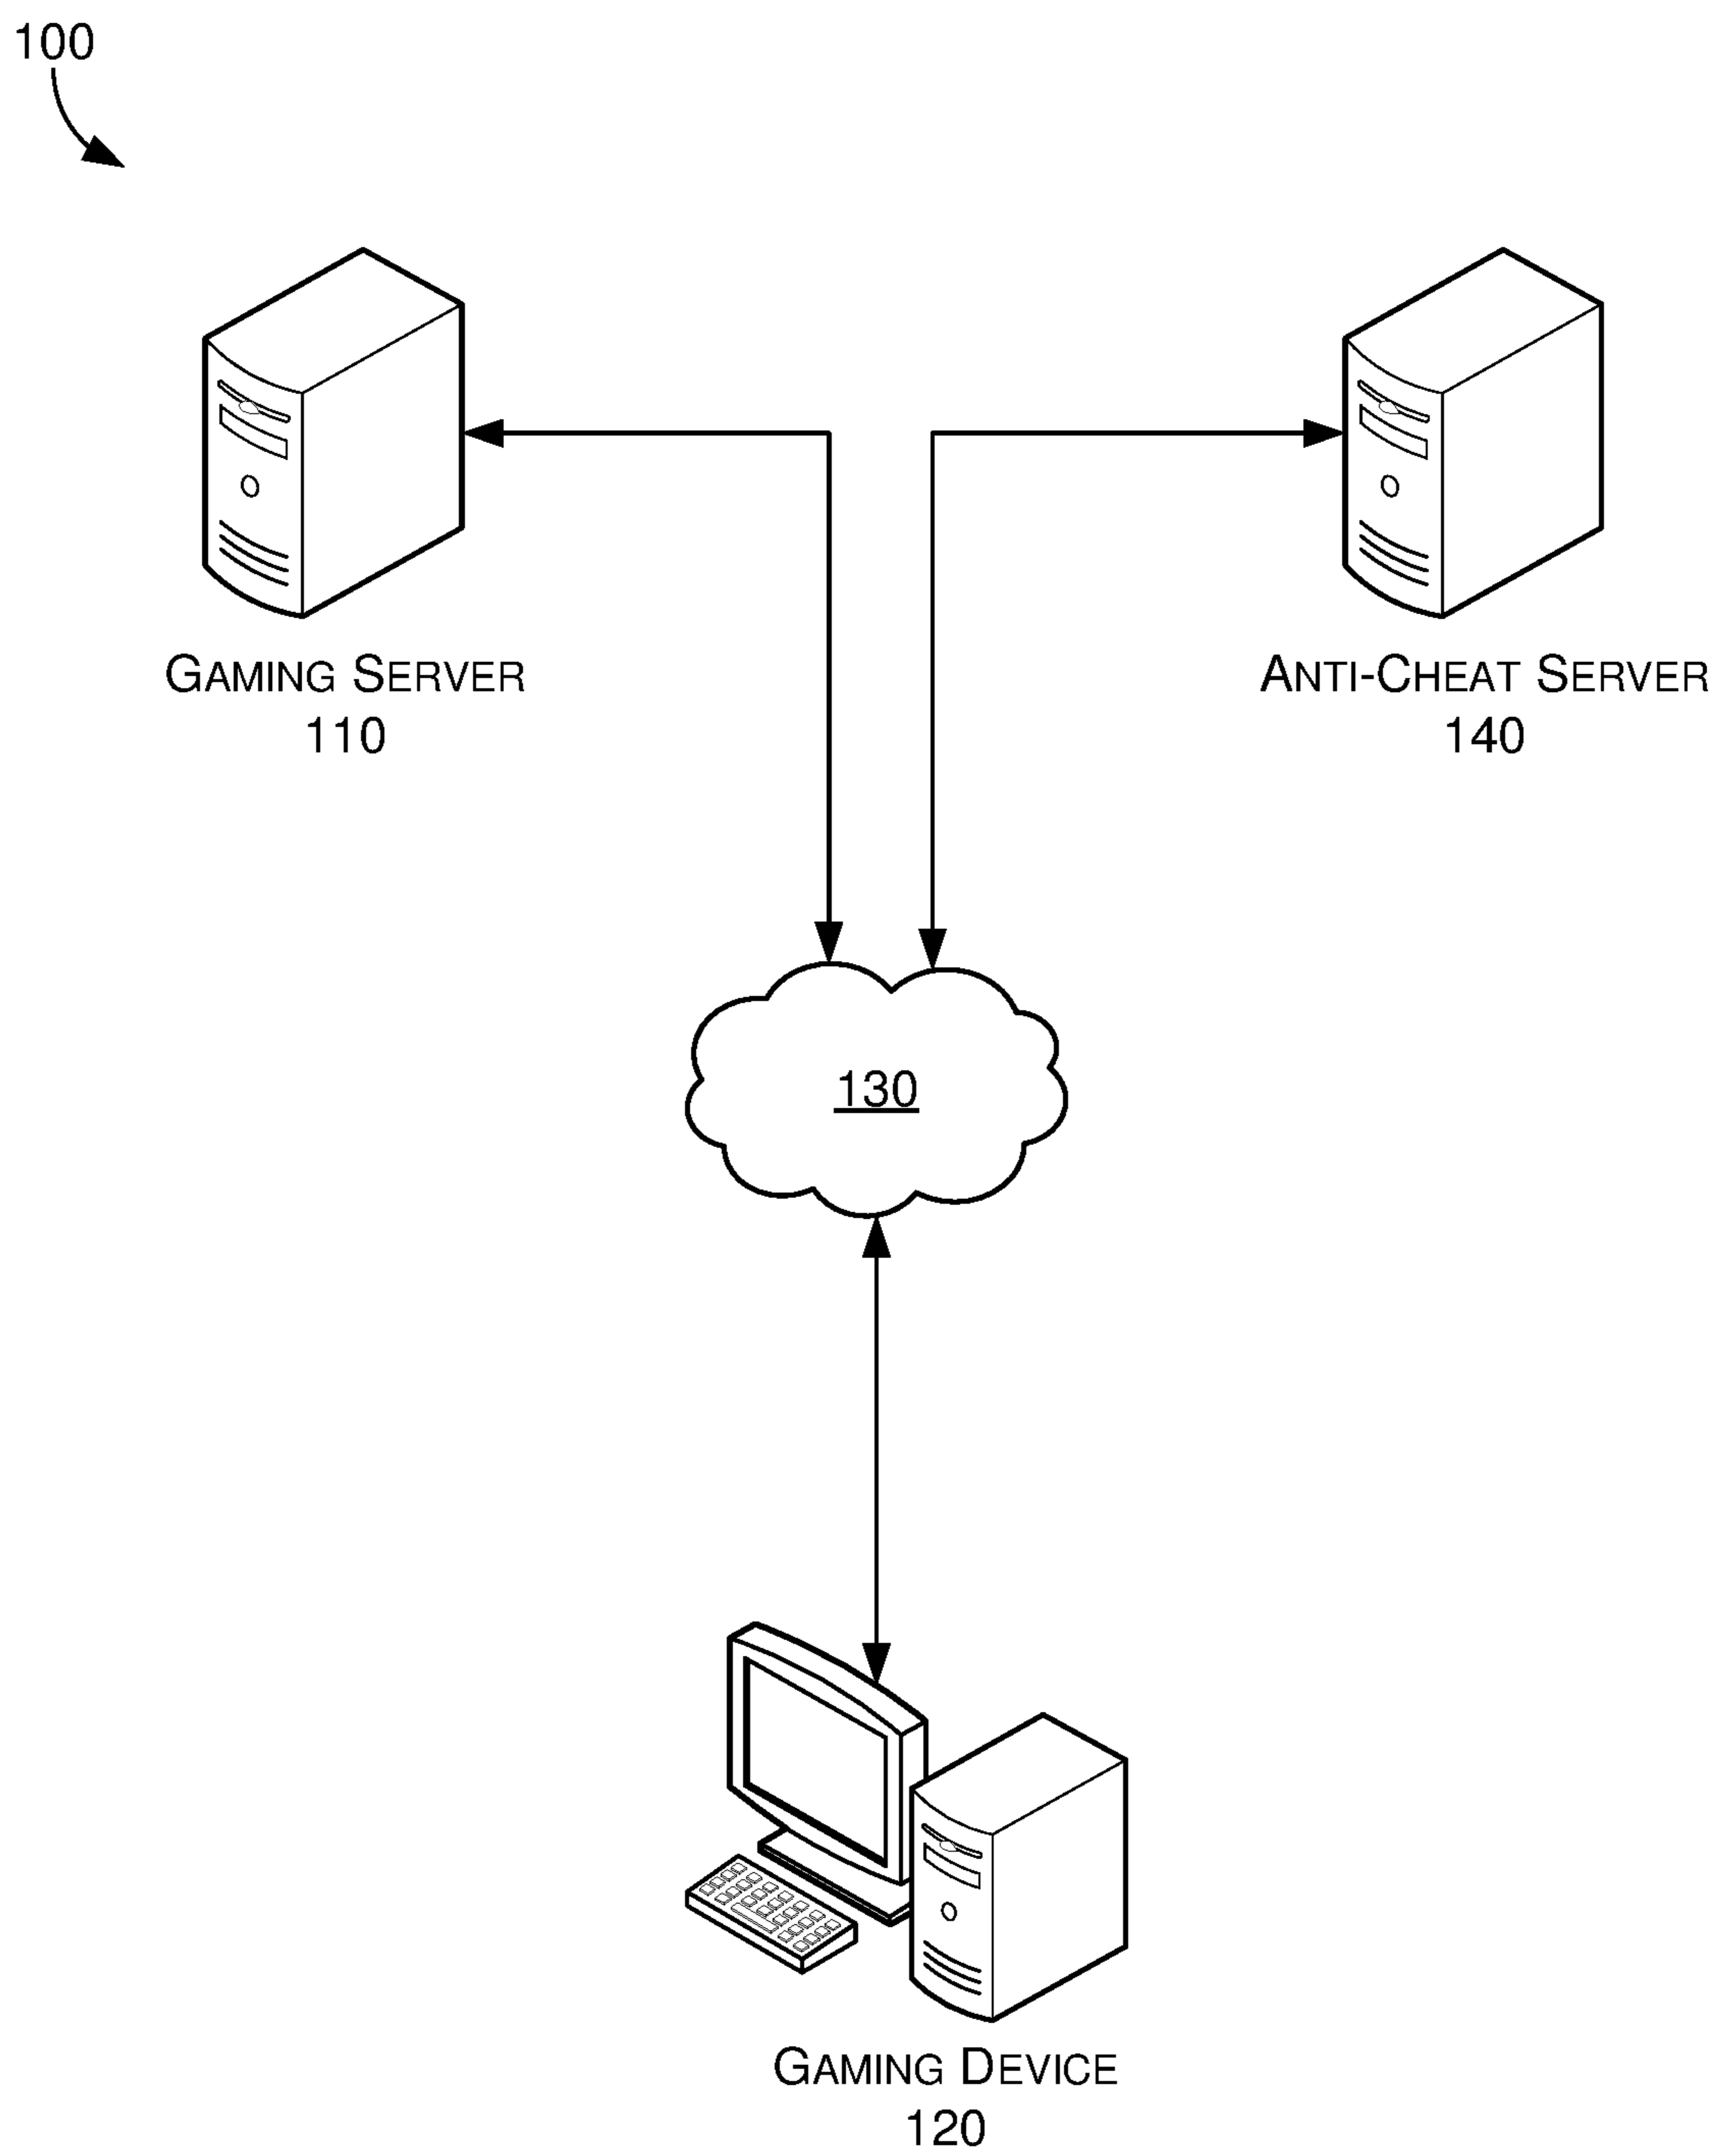 100
GAMING SERVER
110
ANTI-CHEAT SERVER
140
130
GAMING DEVICE
120